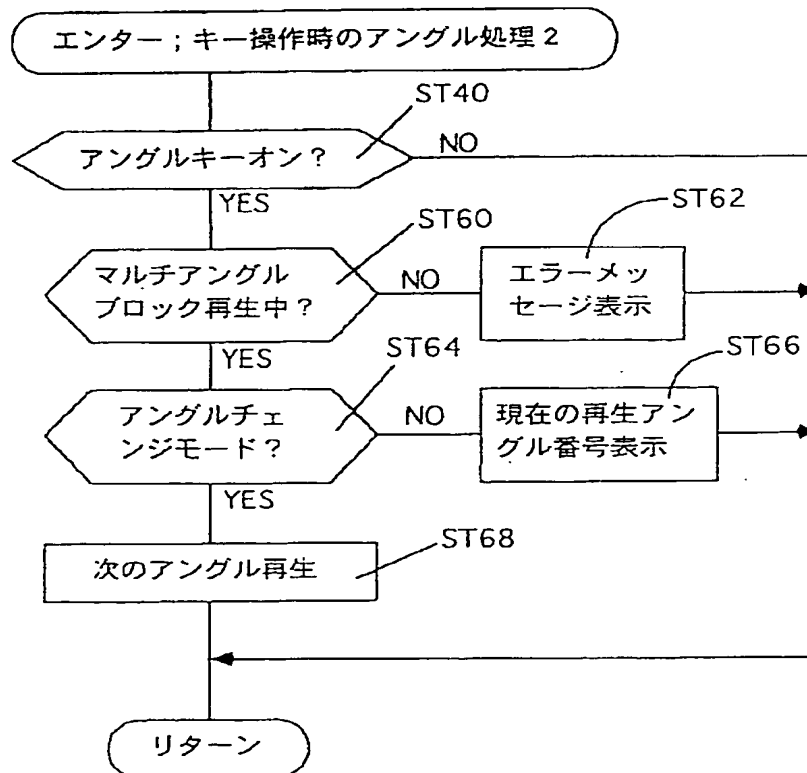 エンター；キー操作時のアングル処理２
ST40
アングルキーオン？
NO
YES
ST60
ST62
マルチアングル
ブロック再生中？
NO
エラーメッ
セージ表示
YES
ST64
ST66
アングルチェ
ンジモード？
NO
現在の再生アン
グル番号表示
YES
ST68
次のアングル再生
リターン